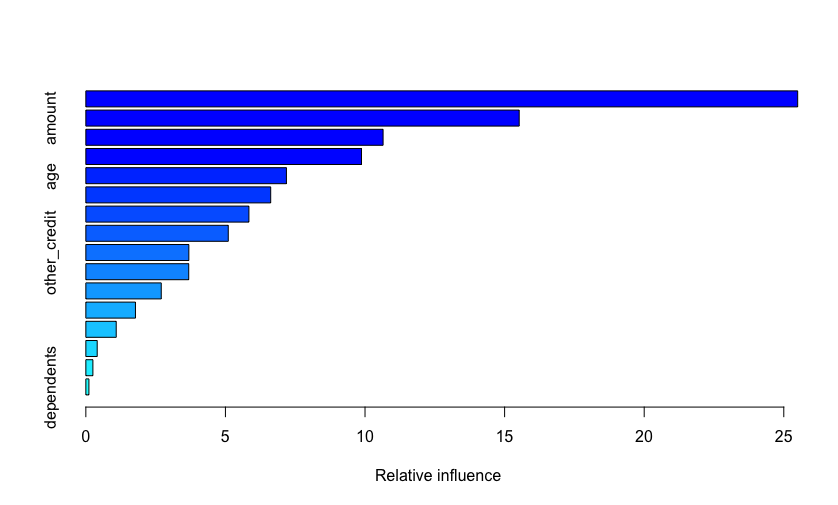 amount
age
other_credit
dependents
0 5 10 15 20 25
Relative influence